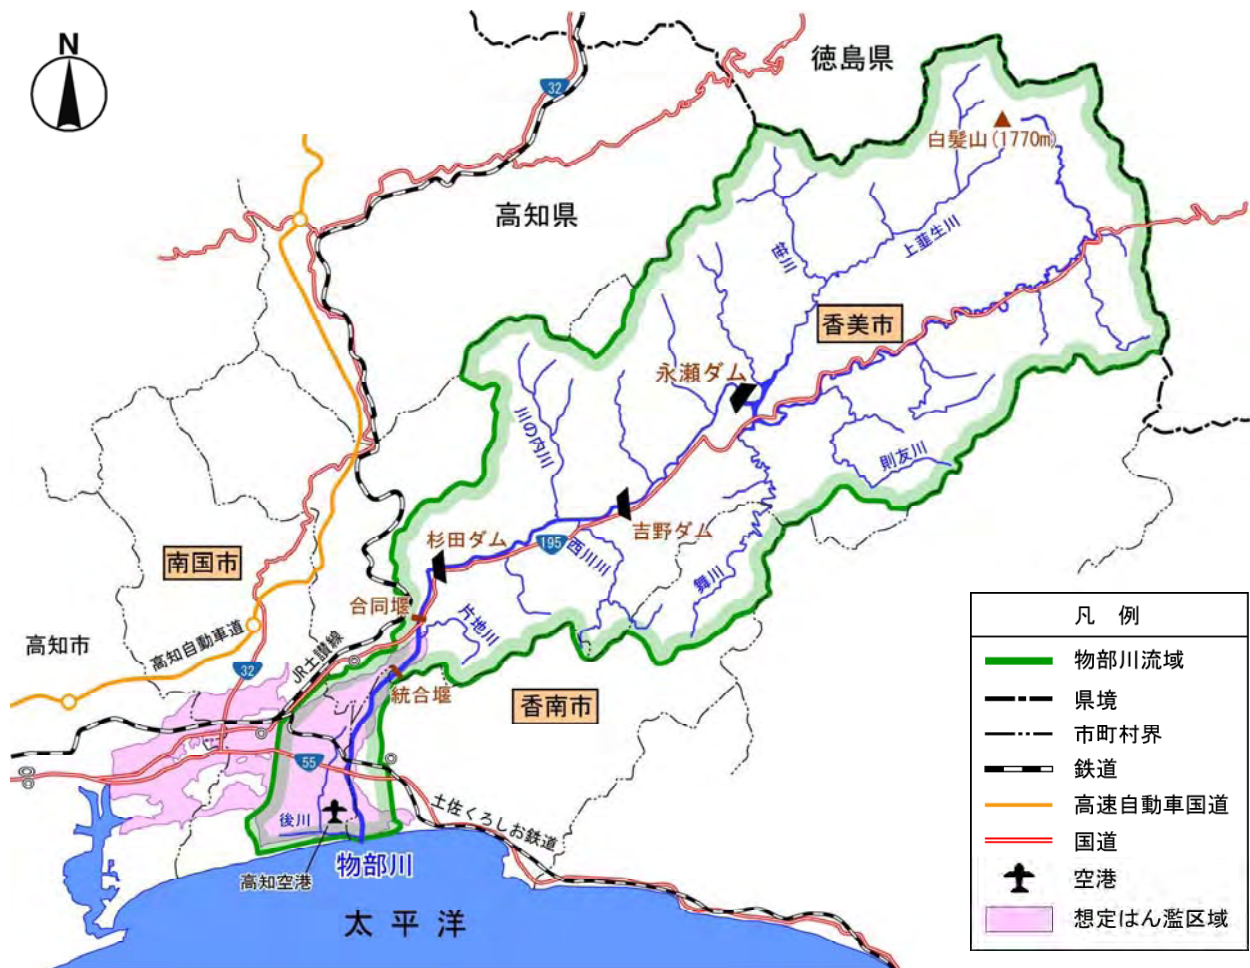 N
徳島県
32
白髪山(1770m)
高知県
笹川
上韮生川
香美市
永瀬ダム
川の内川
則友川
吉野ダム
杉田ダム
195
西川川
舞川
南国市
合同堰
片地川
高知市
高知自動車道
JR土讃線
32
統合堰
香南市
55
後川
土佐くろしお鉄道
高知空港
物部川
太平洋
凡例
物部川流域
県境
市町村界
鉄道
高速自動車国道
国道
空港
想定はん濫区域